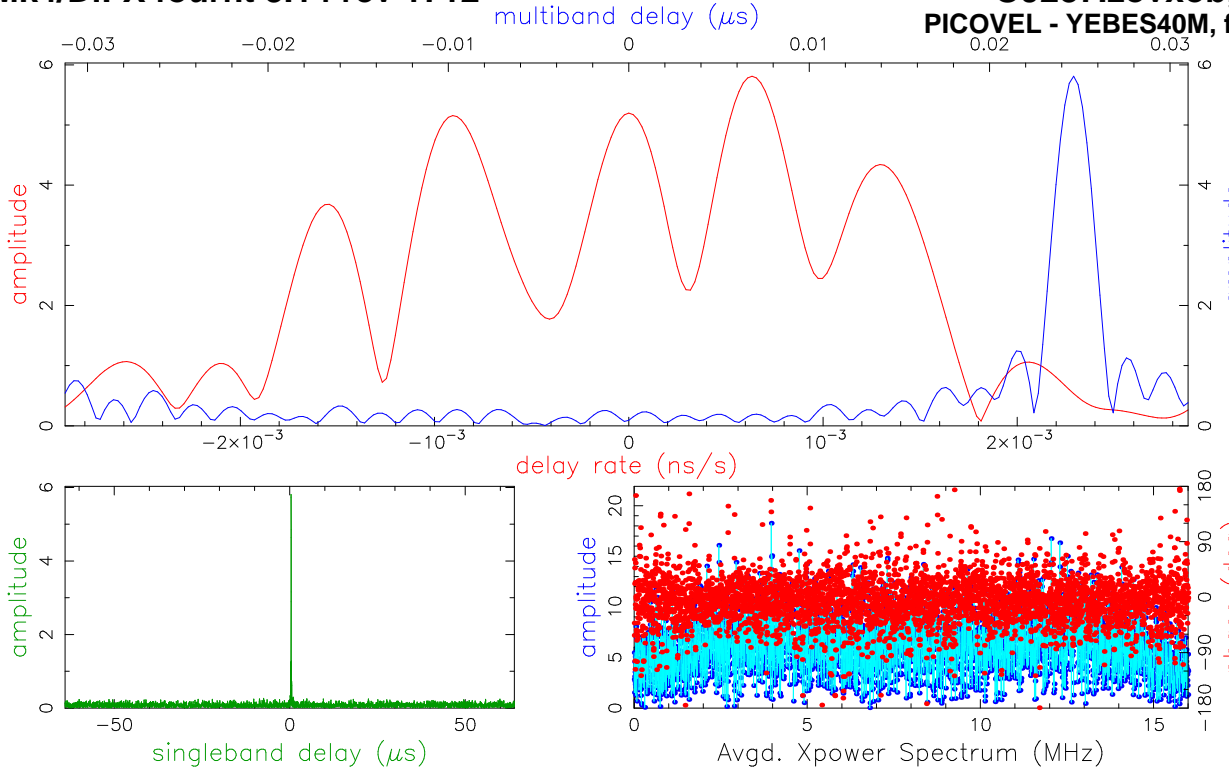 multiband delay (μs)
PICOVEL - YEBES40M, f
−0.03 −0.02 −0.01 0 0.01 0.02 0.03
amplitude
0 2 4 6
0 2 4 6
−2×10⁻³ −10⁻³ 0 10⁻³ 2×10⁻³
delay rate (ns/s)
amplitude
0 2 4 6
−50 0 50
singleband delay (μs)
amplitude
0 5 10 15 20
−180 −90 0 90 180
0 5 10 15
Avgd. Xpower Spectrum (MHz)